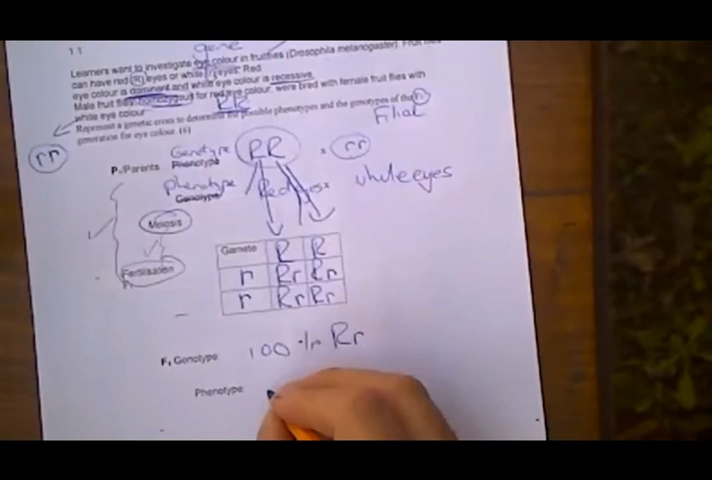 1 1
gene
Learners want to investigate eye colour in fruitflies (Drosophila melanogaster). Fruit flies
can have red (R) eyes or white (r) eyes. Red
eye colour is dominant and white eye colour is recessive.
Male fruit flies homozygous for red eye colour, were bred with female fruit flies with
white eye colour.
RR
Represent a genetic cross to determine the possible phenotypes and the genotypes of the F1
generation for eye colour. (6)
Filial
rr
Genotype RR × rr
P1/Parents Phenotype
Phenotype Red eyes × white eyes
Genotype
Meiosis
Gamete R R
Fertilisation r Rr Rr
r Rr Rr
F1 Genotype: 100 % Rr
Phenotype: